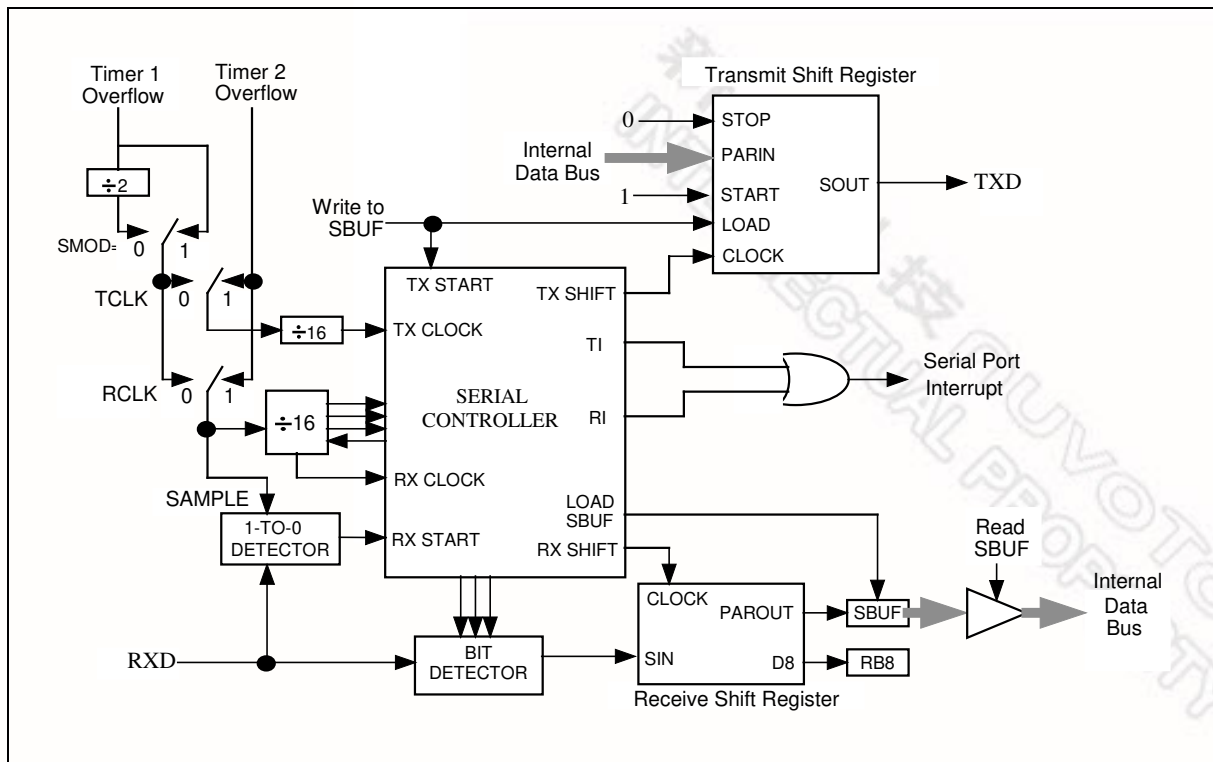 Timer 1
Overflow
Timer 2
Overflow
÷2
SMOD=
0
1
TCLK
0
1
÷16
RCLK
0
1
÷16
SAMPLE
1-TO-0
DETECTOR
RXD
Write to
SBUF
TX START
TX SHIFT
TX CLOCK
TI
SERIAL
CONTROLLER
RI
RX CLOCK
LOAD
SBUF
RX START
RX SHIFT
BIT
DETECTOR
Transmit Shift Register
0
STOP
Internal
Data Bus
PARIN
SOUT
TXD
1
START
LOAD
CLOCK
Serial Port
Interrupt
CLOCK
PAROUT
SIN
D8
Receive Shift Register
SBUF
RB8
Read
SBUF
Internal
Data
Bus